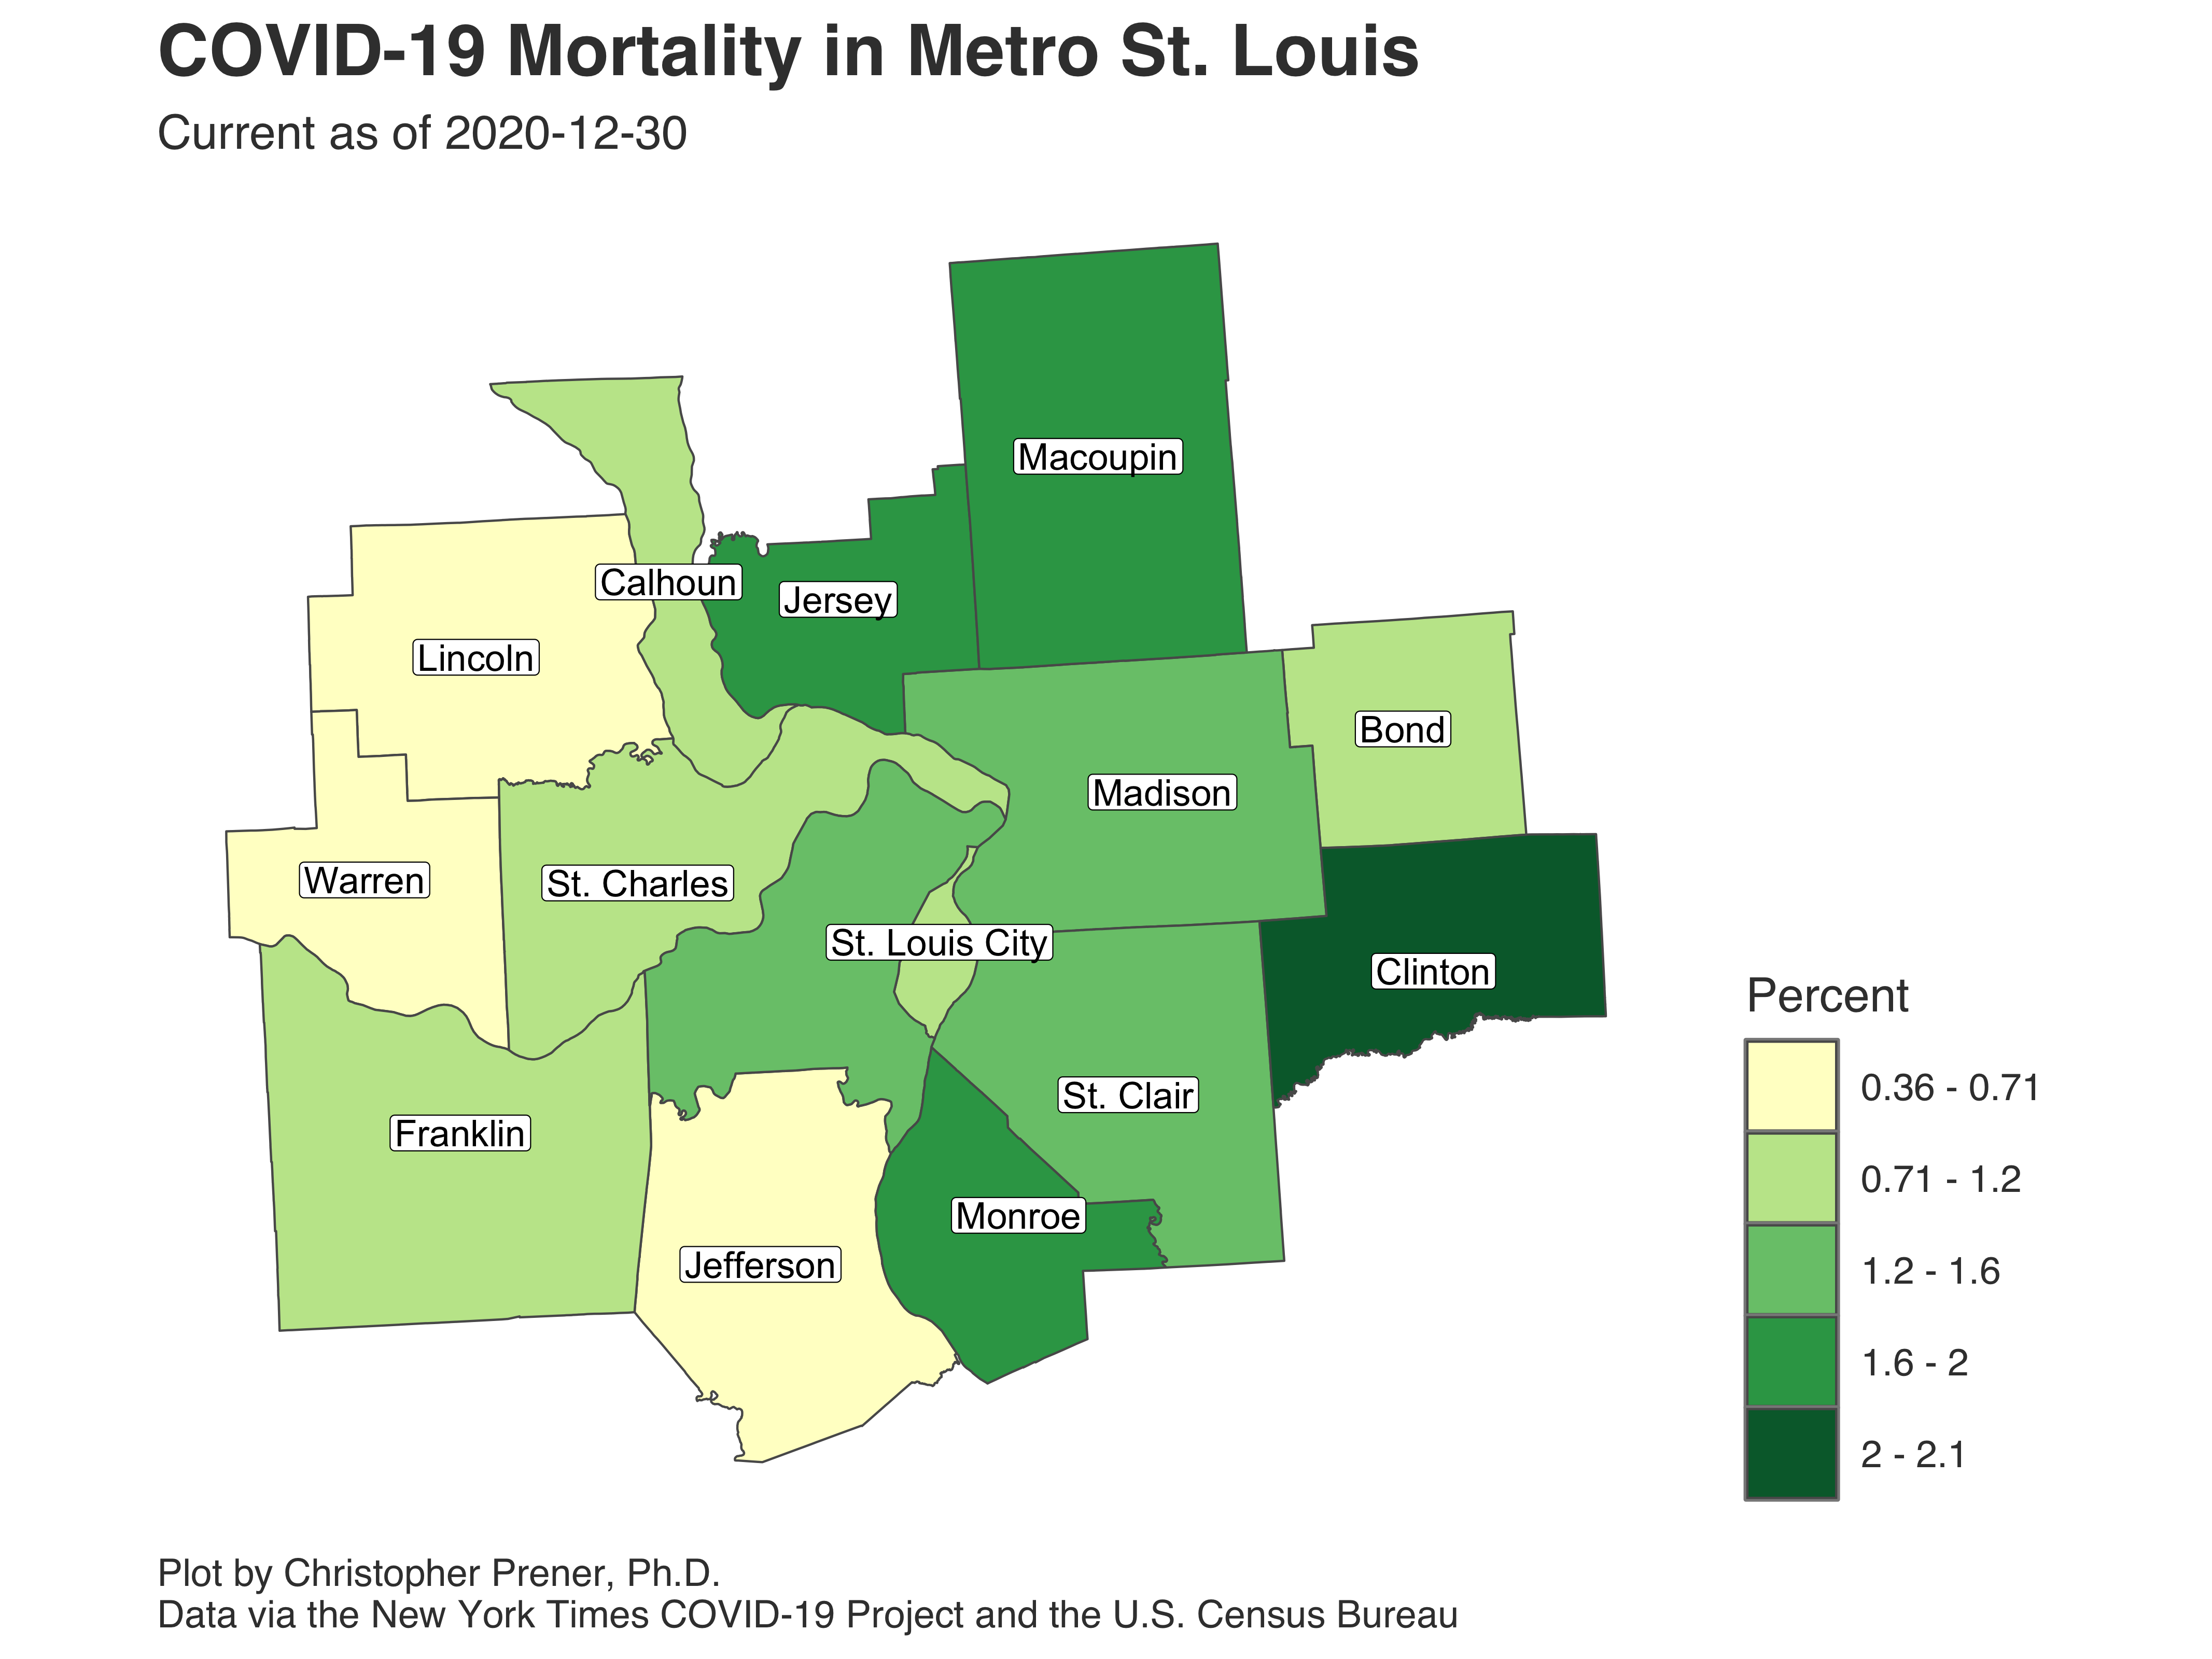 COVID-19 Mortality in Metro St. Louis
Current as of 2020-12-30
Macoupin
Calhoun
Jersey
Lincoln
Bond
Madison
Warren
St. Charles
St. Louis City
Clinton
St. Clair
Franklin
Monroe
Jefferson
Percent
0.36 - 0.71
0.71 - 1.2
1.2 - 1.6
1.6 - 2
2 - 2.1
Plot by Christopher Prener, Ph.D.
Data via the New York Times COVID-19 Project and the U.S. Census Bureau